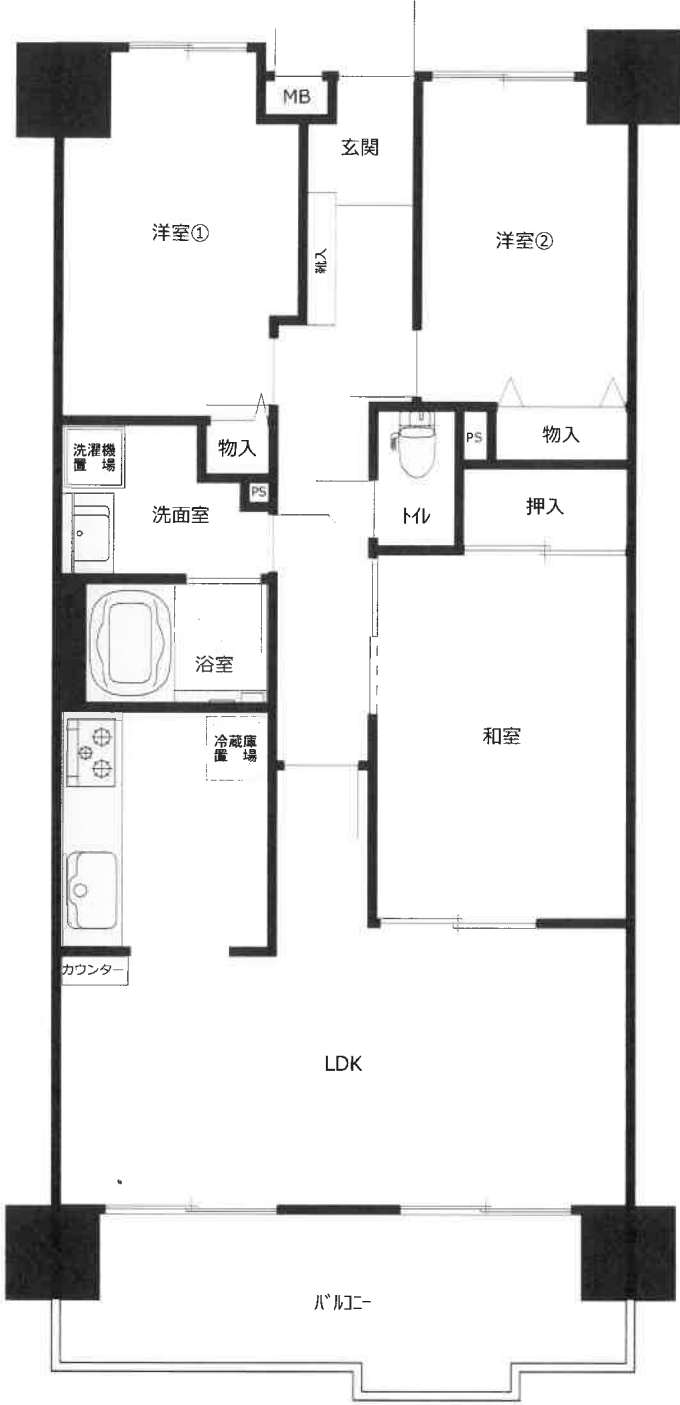 MB
玄関
洋室①
洋室②
靴入
洗濯機
置場
物入
PS
物入
PS
洗面室
トイレ
押入
浴室
冷蔵庫
置場
和室
カウンター
LDK
バルコニー